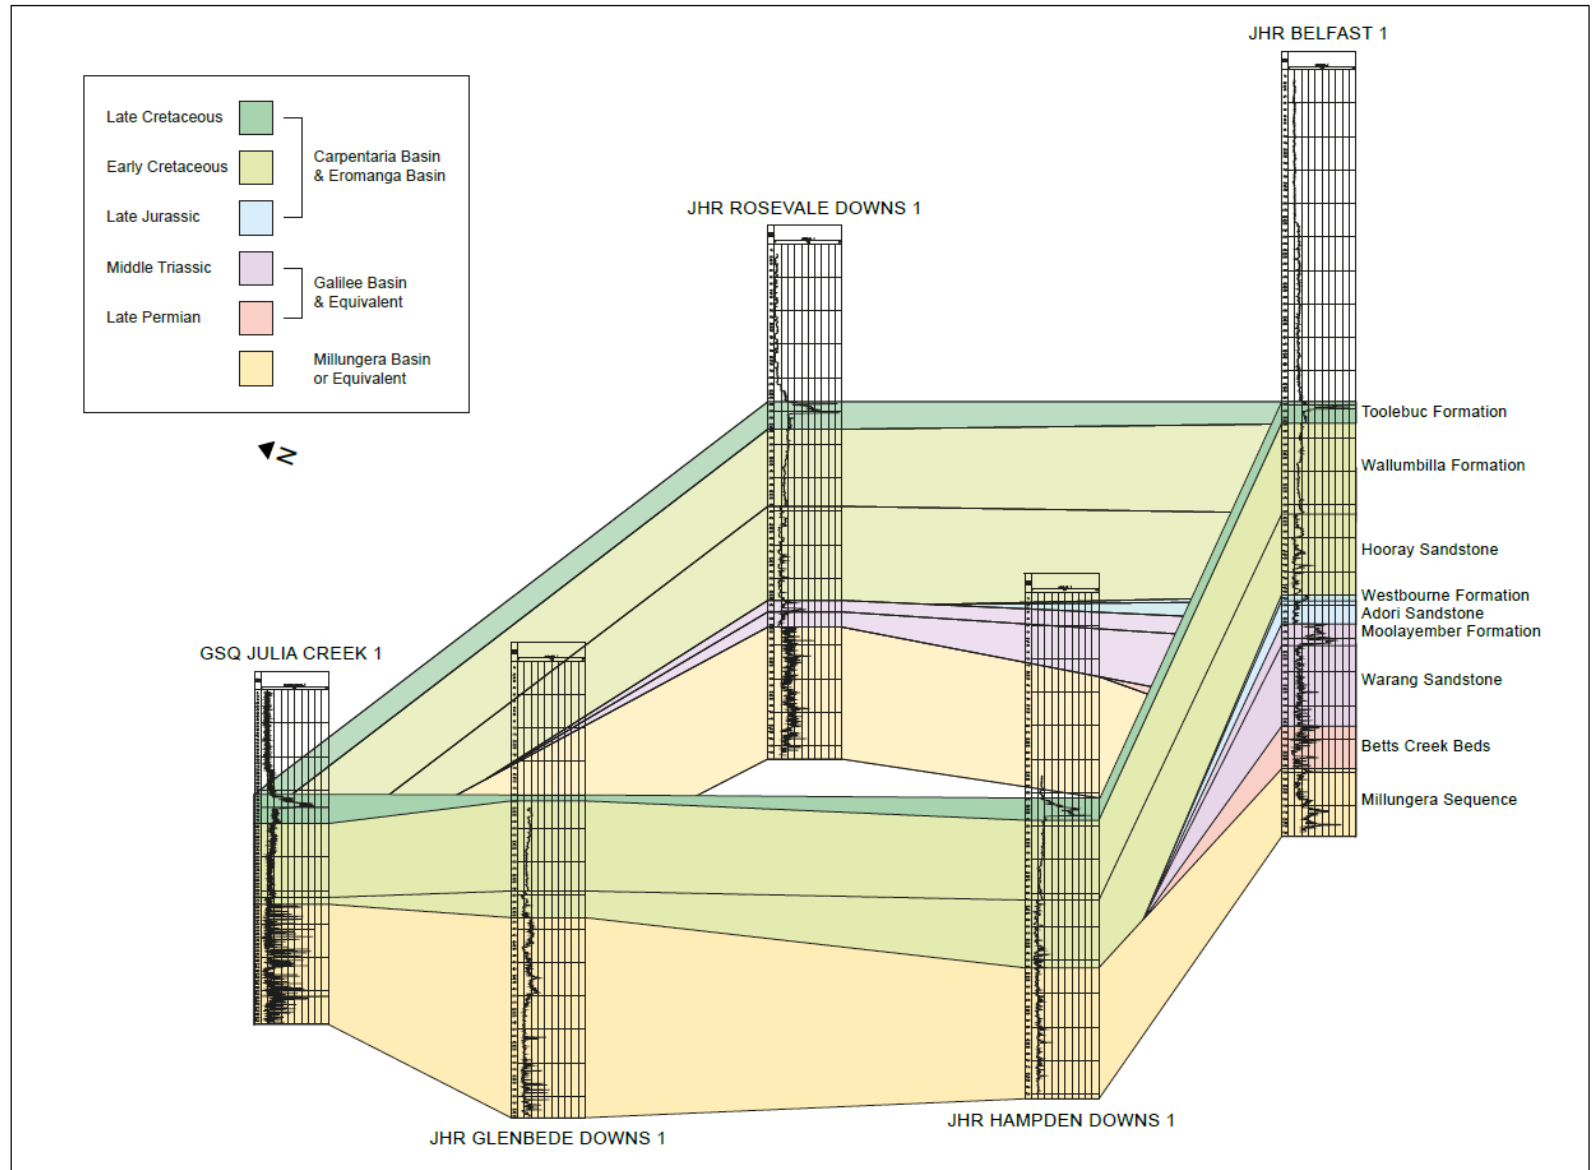 JHR BELFAST 1
Late Cretaceous
Early Cretaceous
Late Jurassic
Middle Triassic
Late Permian
Carpentaria Basin
& Eromanga Basin
Galilee Basin
& Equivalent
Millungera Basin
or Equivalent
N
JHR ROSEVALE DOWNS 1
Toolebuc Formation
Wallumbilla Formation
Hooray Sandstone
Westbourne Formation
Adori Sandstone
Moolayember Formation
Warang Sandstone
Betts Creek Beds
Millungera Sequence
GSQ JULIA CREEK 1
JHR GLENBEDE DOWNS 1
JHR HAMPDEN DOWNS 1